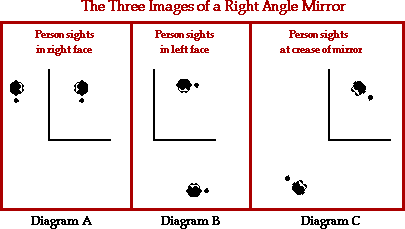 The Three Images of a Right Angle Mirror
Person sights
in right face
Person sights
in left face
Person sights
at crease of mirror
Diagram A
Diagram B
Diagram C